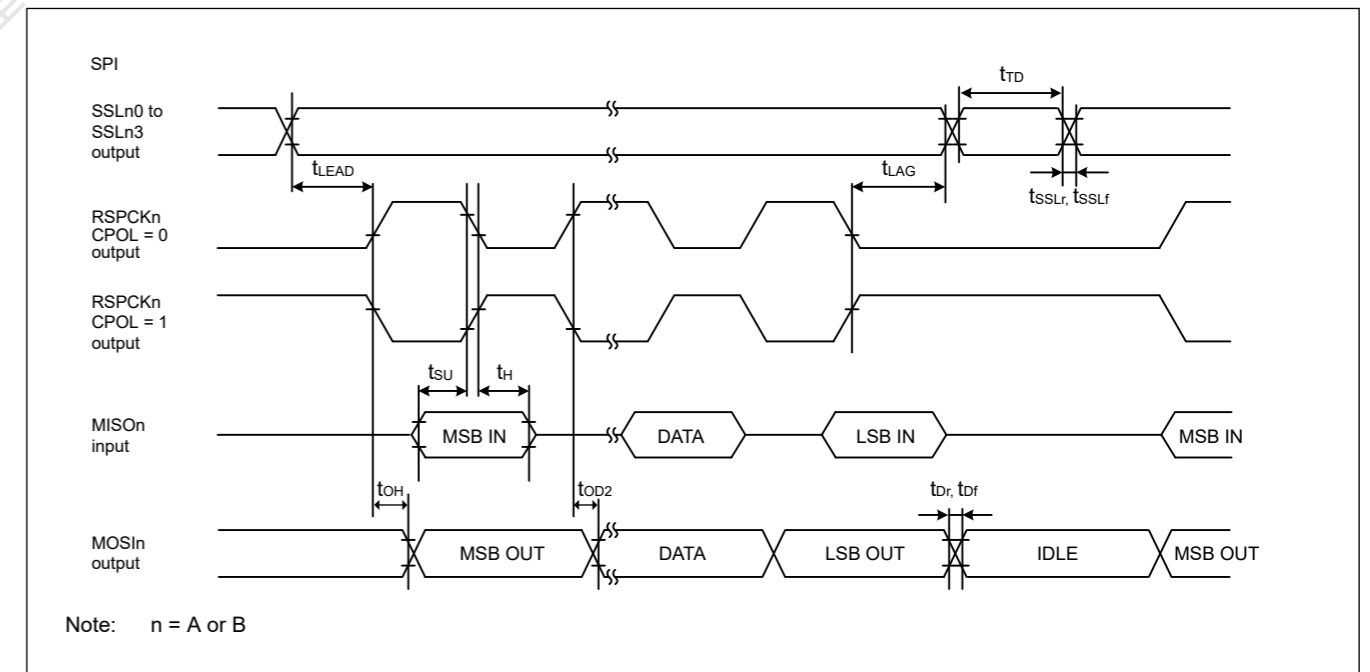 SPI
tTD
SSLn0 to
SSLn3
output
tLEAD
tLAG
tSSLr, tSSLf
RSPCKn
CPOL = 0
output
RSPCKn
CPOL = 1
output
tSU
tH
MISOn
input
MSB IN
DATA
LSB IN
MSB IN
tOH
tOD2
tDr, tDf
MOSIn
output
MSB OUT
DATA
LSB OUT
IDLE
MSB OUT
Note: n = A or B